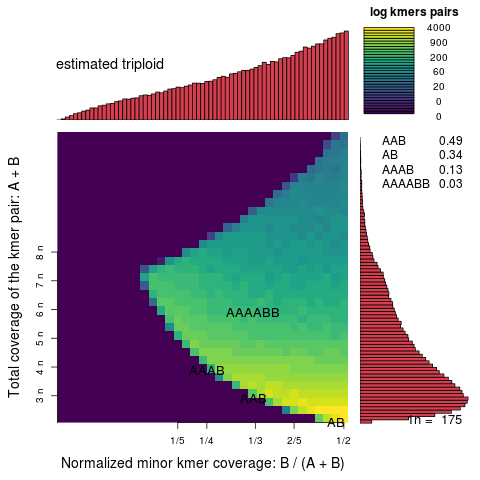 log kmers pairs
4000
900
200
60
20
0
0
estimated triploid
AAB 0.49
AB 0.34
AAAB 0.13
AAAABB 0.03
Total coverage of the kmer pair: A + B
8 n
7 n
6 n
5 n
4 n
3 n
AAAABB
AAAB
AAB
AB
1n = 175
1/5 1/4 1/3 2/5 1/2
Normalized minor kmer coverage: B / (A + B)